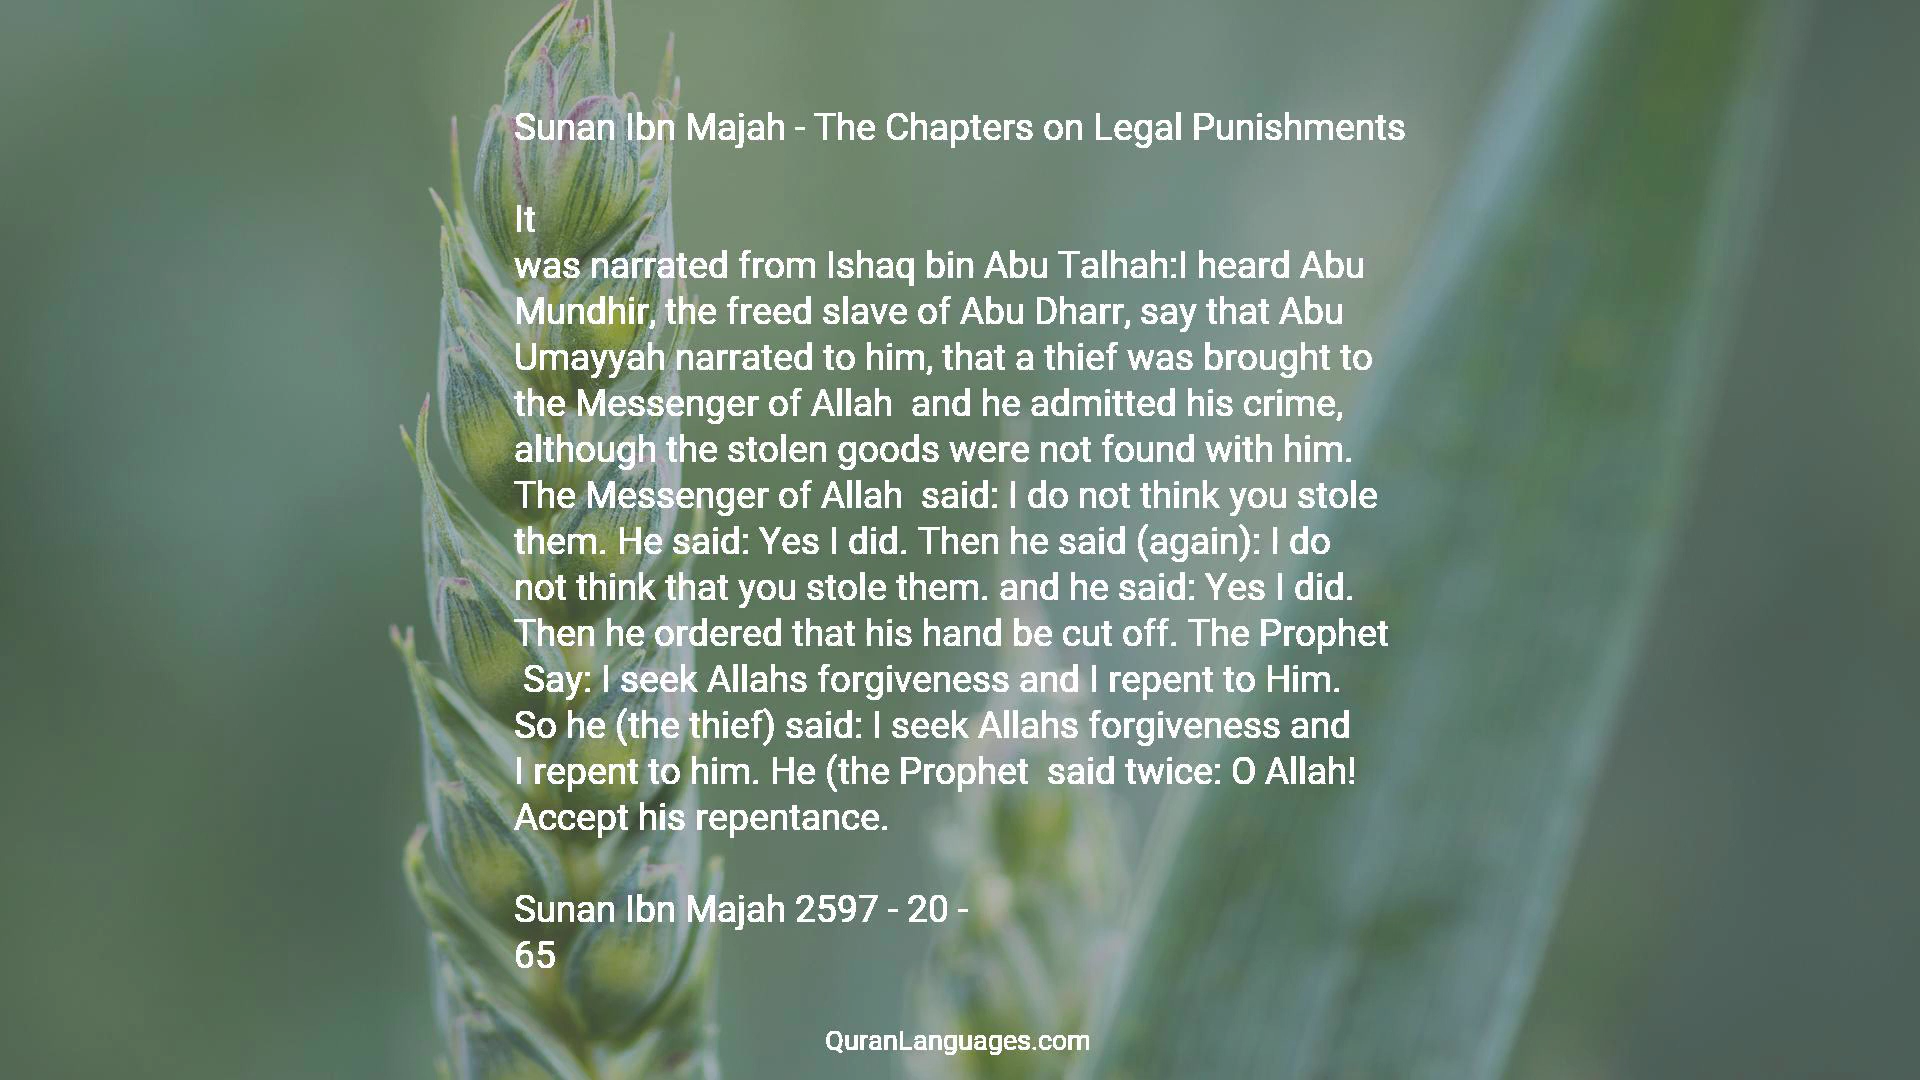 Sunan Ibn Majah - The Chapters on Legal Punishments
It
was narrated from Ishaq bin Abu Talhah:I heard Abu
Mundhir, the freed slave of Abu Dharr, say that Abu
Umayyah narrated to him, that a thief was brought to
the Messenger of Allah  and he admitted his crime,
although the stolen goods were not found with him.
The Messenger of Allah  said: I do not think you stole
them. He said: Yes I did. Then he said (again): I do
not think that you stole them. and he said: Yes I did.
Then he ordered that his hand be cut off. The Prophet
Say: I seek Allahs forgiveness and I repent to Him.
So he (the thief) said: I seek Allahs forgiveness and
I repent to him. He (the Prophet  said twice: O Allah!
Accept his repentance.
Sunan Ibn Majah 2597 - 20 -
65
QuranLanguages.com